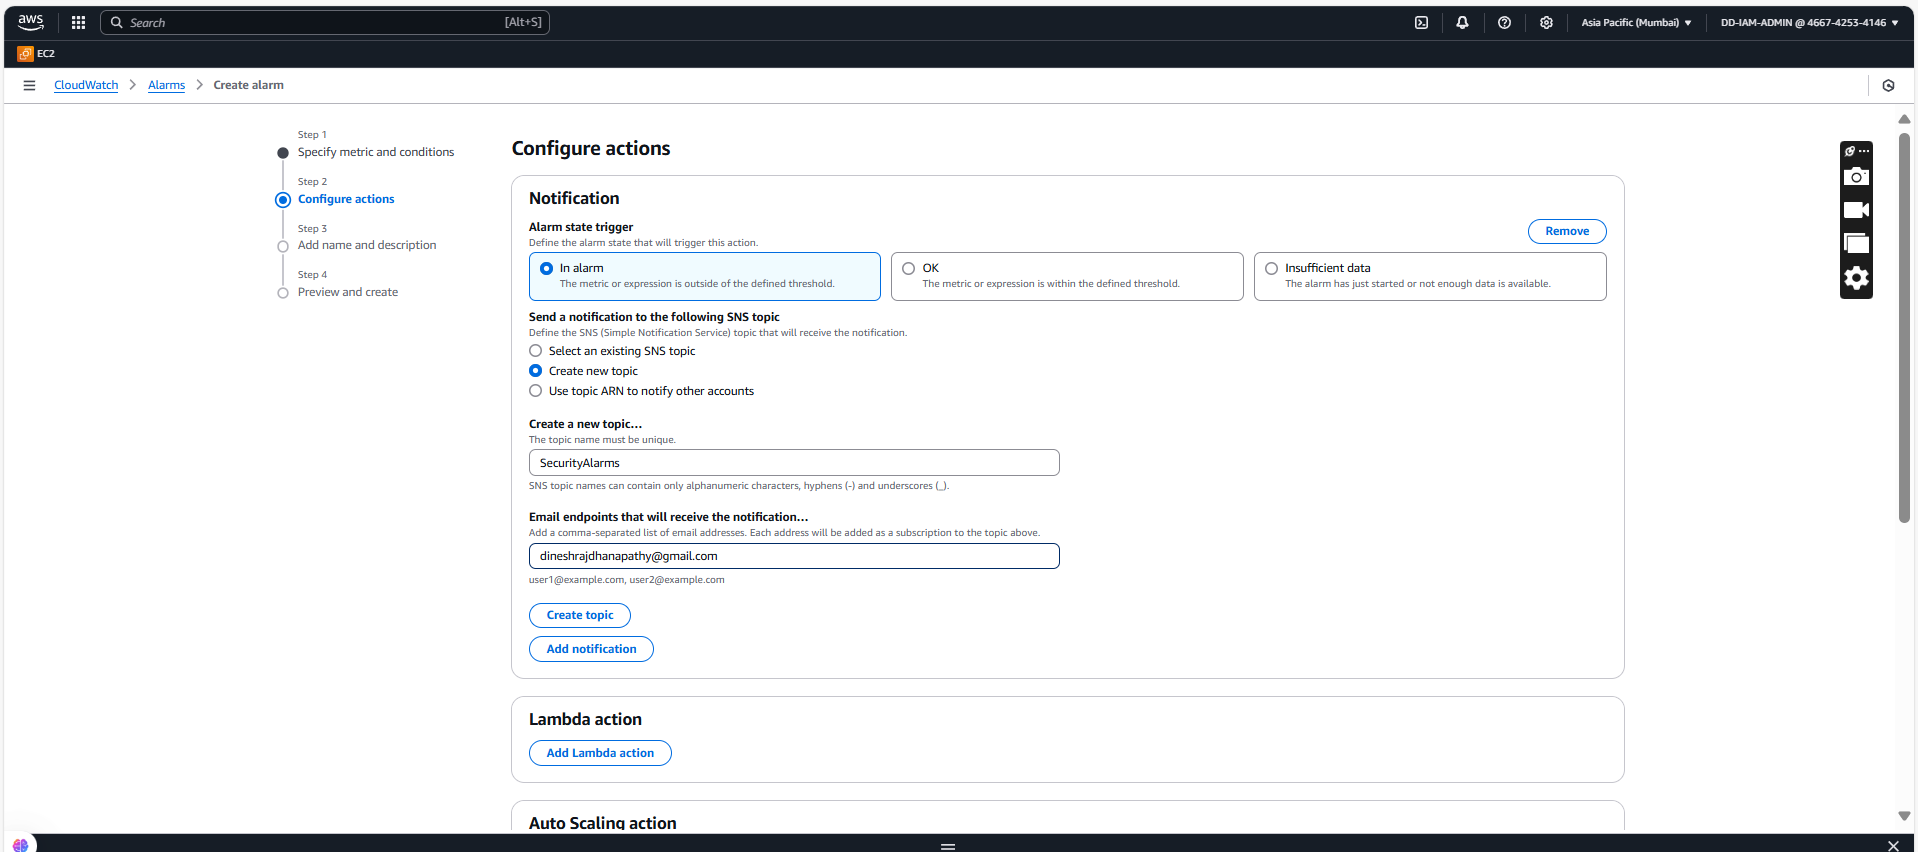 aws
Search [Alt+S]
Asia Pacific (Mumbai) DD-IAM-ADMIN @ 4667-4253-4146
EC2
CloudWatch Alarms Create alarm
Step 1
Specify metric and conditions
Step 2
Configure actions
Step 3
Add name and description
Step 4
Preview and create
Configure actions
Notification
Alarm state trigger
Define the alarm state that will trigger this action.
Remove
In alarm
The metric or expression is outside of the defined threshold.
OK
The metric or expression is within the defined threshold.
Insufficient data
The alarm has just started or not enough data is available.
Send a notification to the following SNS topic
Define the SNS (Simple Notification Service) topic that will receive the notification.
Select an existing SNS topic
Create new topic
Use topic ARN to notify other accounts
Create a new topic...
The topic name must be unique.
SecurityAlarms
SNS topic names can contain only alphanumeric characters, hyphens (-) and underscores (_).
Email endpoints that will receive the notification...
Add a comma-separated list of email addresses. Each address will be added as a subscription to the topic above.
dineshrajdhanapathy@gmail.com
user1@example.com, user2@example.com
Create topic
Add notification
Lambda action
Add Lambda action
Auto Scaling action